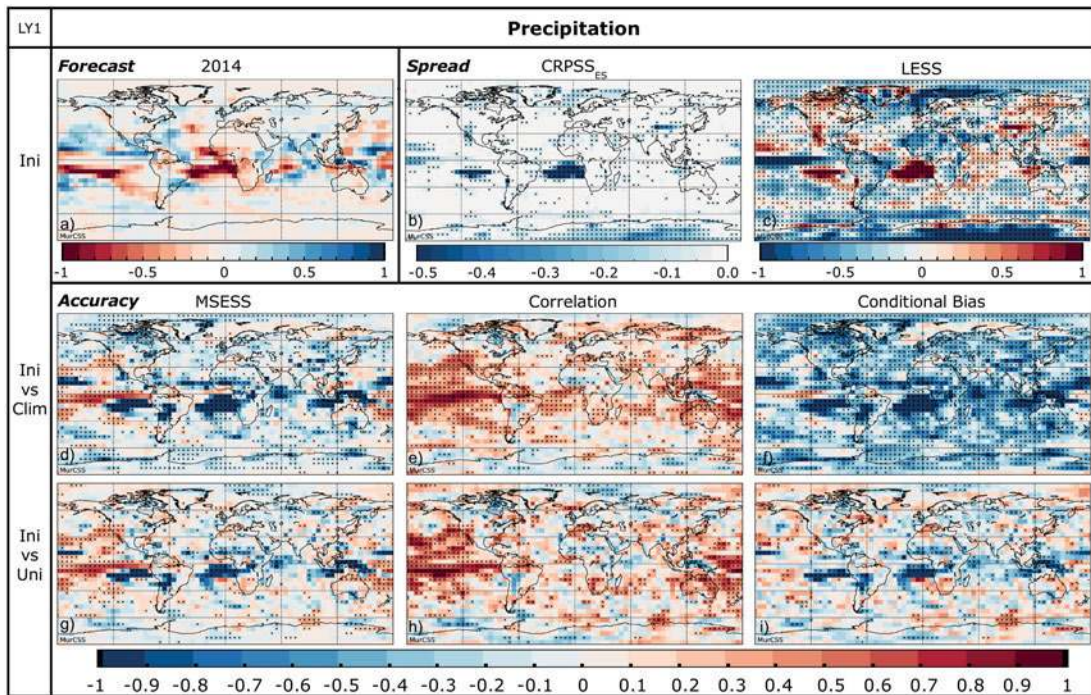 LY1
Precipitation
Forecast 2014
Spread CRPSS_ES
LESS
Ini
a)
MurCSS
b)
MurCSS
c)
MurCSS
-1 -0.5 0 0.5 1
-0.5 -0.4 -0.3 -0.2 -0.1 0.0
-1 -0.5 0 0.5 1
Accuracy MSESS
Correlation
Conditional Bias
Ini
vs
Clim
d)
MurCSS
e)
MurCSS
f)
MurCSS
Ini
vs
Uni
g)
MurCSS
h)
MurCSS
i)
MurCSS
-1 -0.9 -0.8 -0.7 -0.6 -0.5 -0.4 -0.3 -0.2 -0.1 0 0.1 0.2 0.3 0.4 0.5 0.6 0.7 0.8 0.9 1